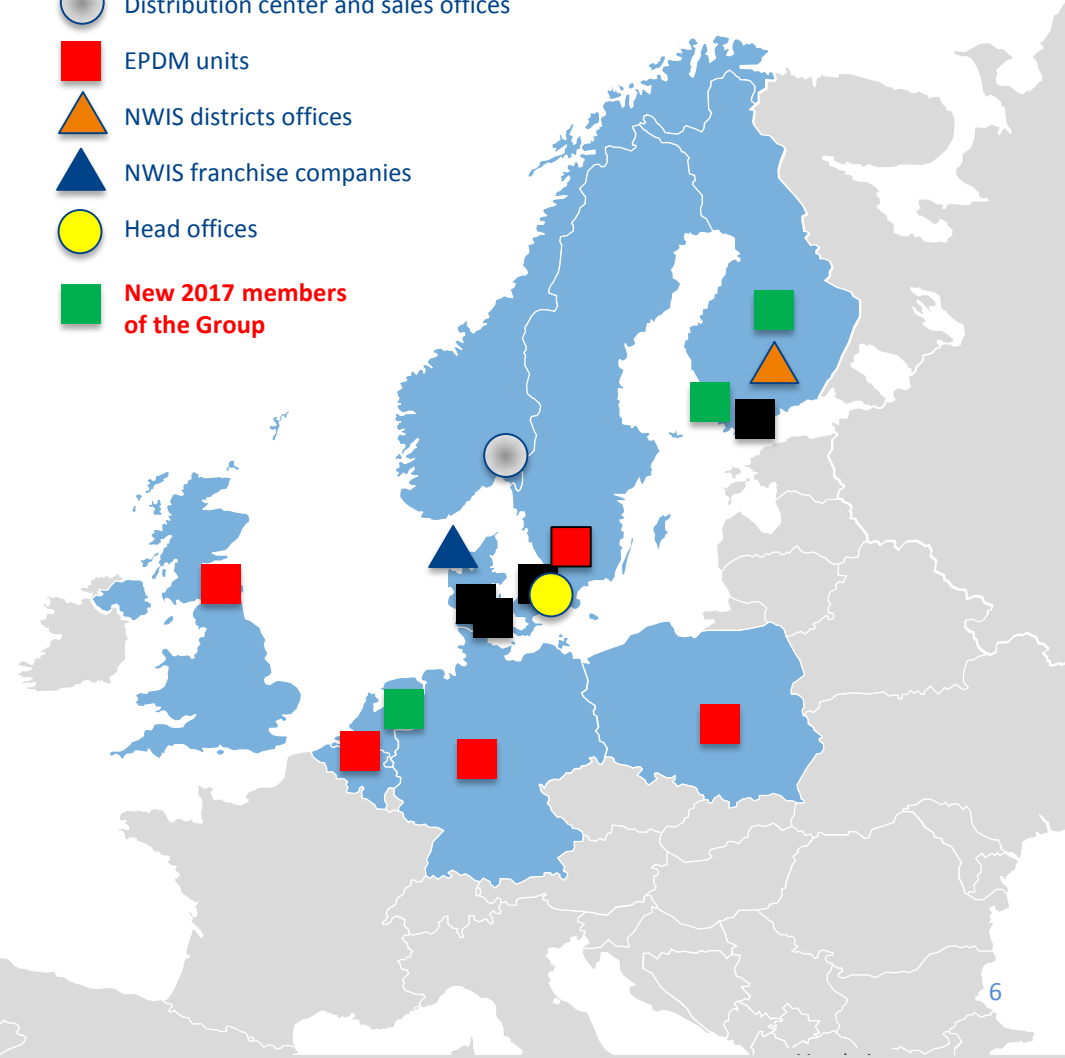 Distribution center and sales offices
EPDM units
NWIS districts offices
NWIS franchise companies
Head offices
New 2017 members
of the Group
6